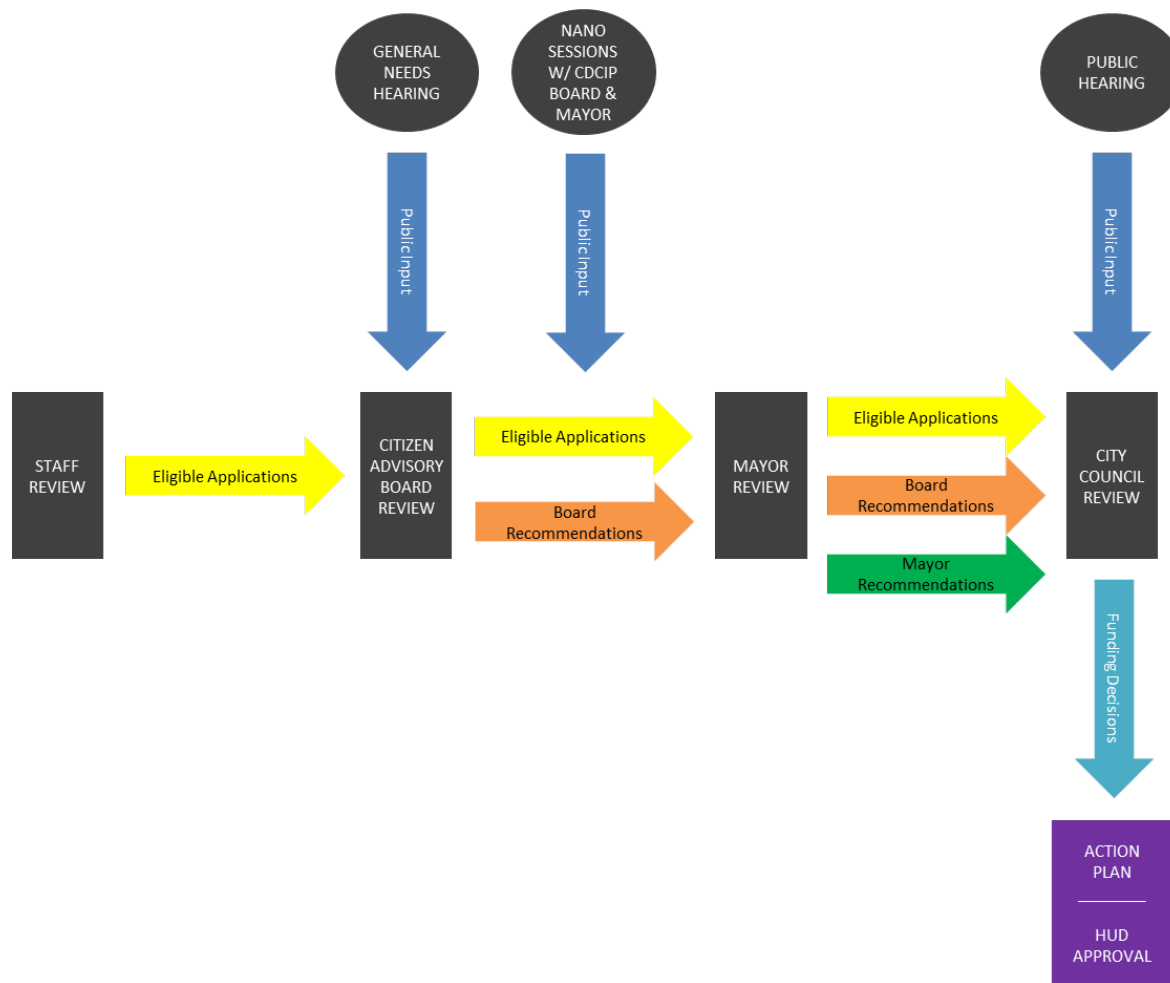 GENERAL
NEEDS
HEARING
NANO
SESSIONS
W/ CDCIP
BOARD &
MAYOR
PUBLIC
HEARING
Public Input
Public Input
Public Input
STAFF
REVIEW
Eligible Applications
CITIZEN
ADVISORY
BOARD
REVIEW
Eligible Applications
Board
Recommendations
MAYOR
REVIEW
Eligible Applications
Board
Recommendations
Mayor
Recommendations
CITY
COUNCIL
REVIEW
Funding Decisions
ACTION
PLAN
HUD
APPROVAL